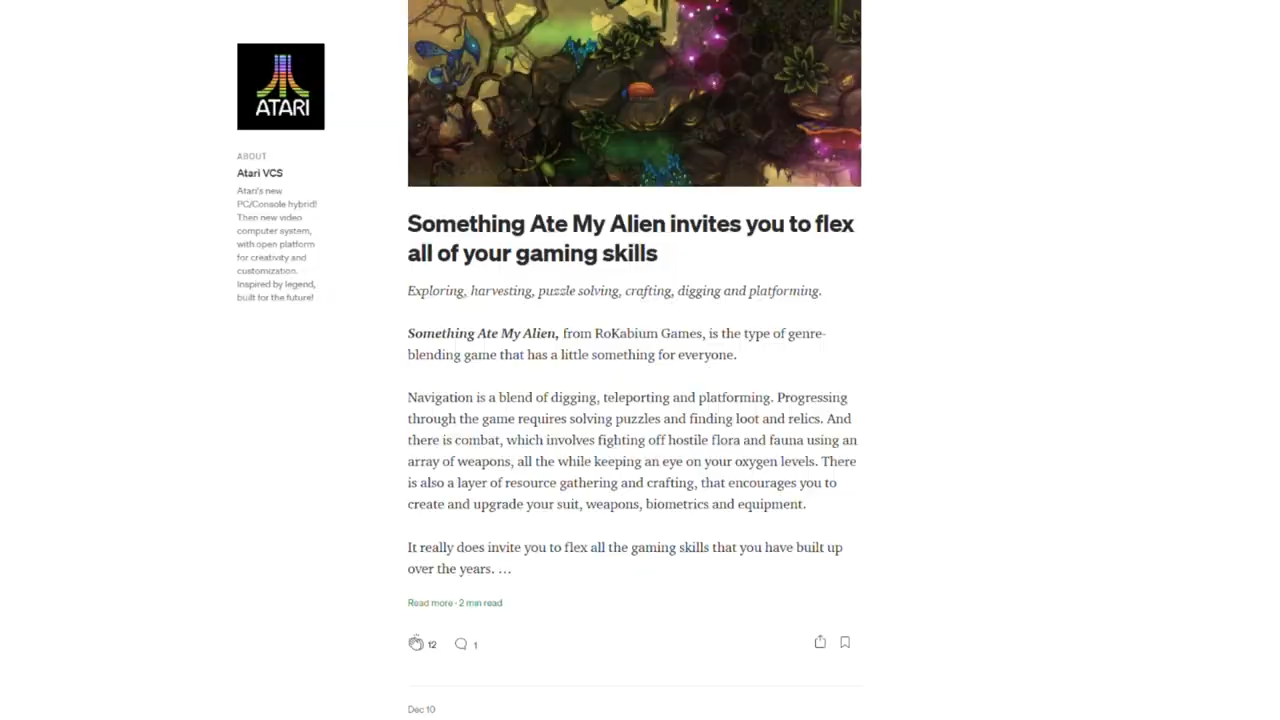 ATARI
ABOUT
Atari VCS
Atari's new
PC/Console hybrid!
Then new video
computer system,
with open platform
for creativity and
customization.
Inspired by legend,
built for the future!
Something Ate My Alien invites you to flex
all of your gaming skills
Exploring, harvesting, puzzle solving, crafting, digging and platforming.
Something Ate My Alien, from RoKabium Games, is the type of genre-
blending game that has a little something for everyone.
Navigation is a blend of digging, teleporting and platforming. Progressing
through the game requires solving puzzles and finding loot and relics. And
there is combat, which involves fighting off hostile flora and fauna using an
array of weapons, all the while keeping an eye on your oxygen levels. There
is also a layer of resource gathering and crafting, that encourages you to
create and upgrade your suit, weapons, biometrics and equipment.
It really does invite you to flex all the gaming skills that you have built up
over the years. …
Read more · 2 min read
12 1
Dec 10